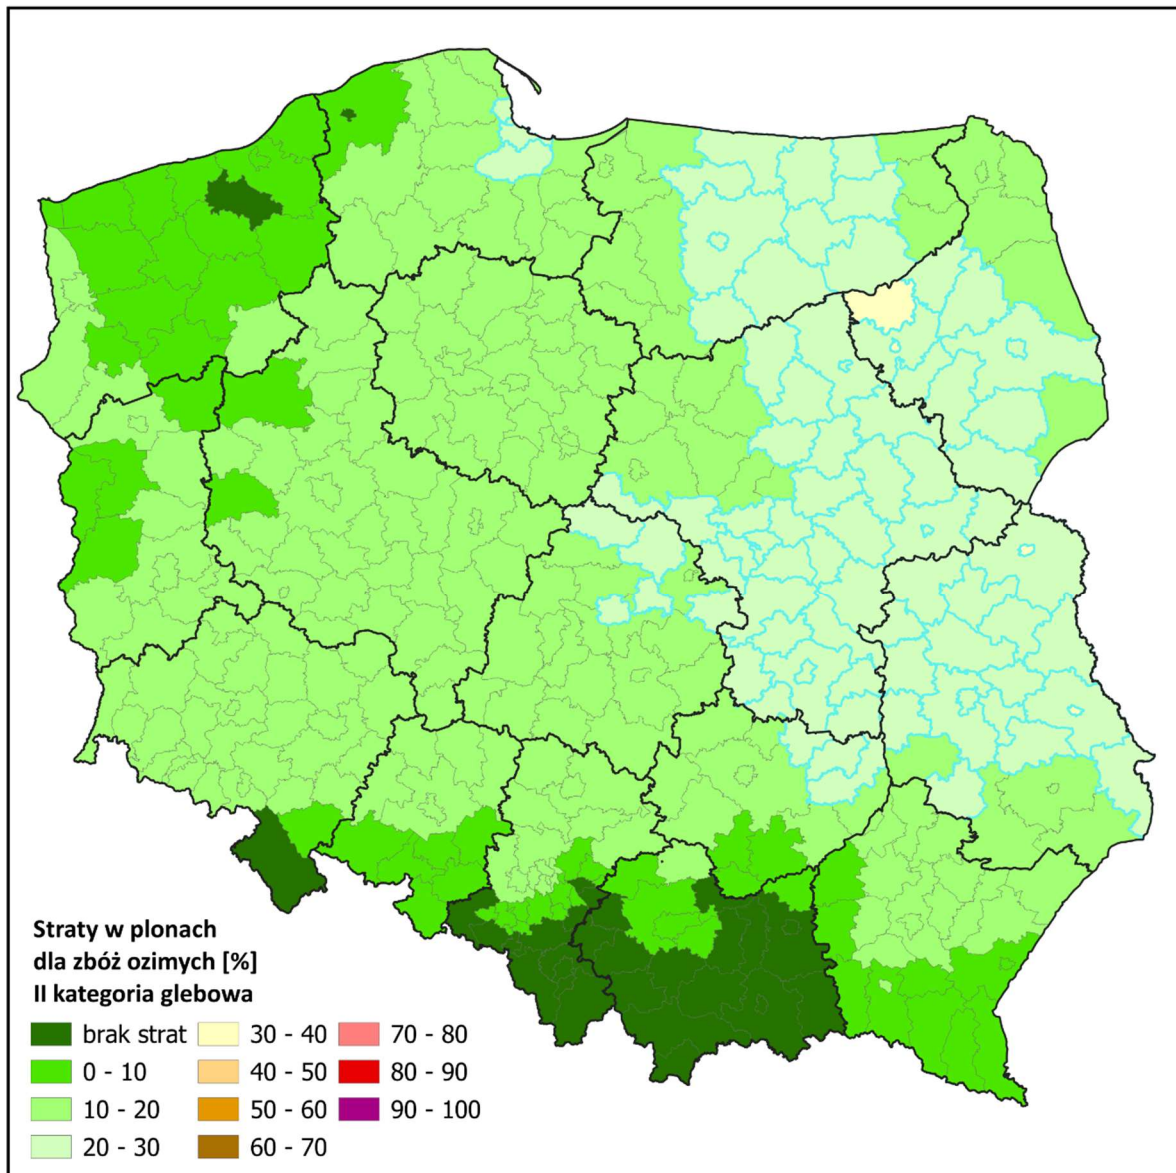 Straty w plonach
dla zbóż ozimych [%]
II kategoria glebowa
brak strat
0 - 10
10 - 20
20 - 30
30 - 40
40 - 50
50 - 60
60 - 70
70 - 80
80 - 90
90 - 100